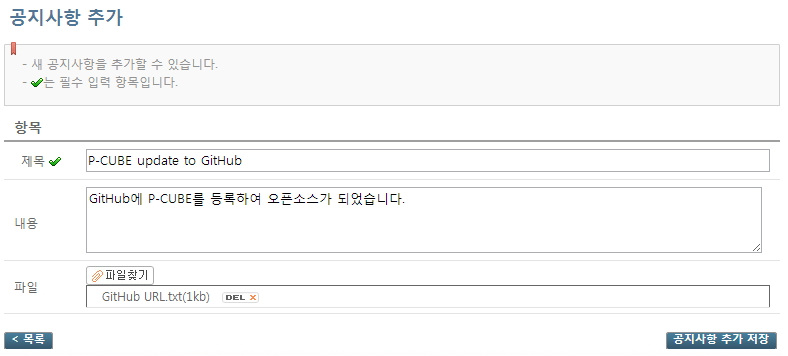 공지사항 추가
- 새 공지사항을 추가할 수 있습니다.
- ✔는 필수 입력 항목입니다.
항목
제목 ✔ P-CUBE update to GitHub
내용 GitHub에 P-CUBE를 등록하여 오픈소스가 되었습니다.
파일 파일찾기
GitHub URL.txt(1kb) DEL ×
< 목록 공지사항 추가 저장